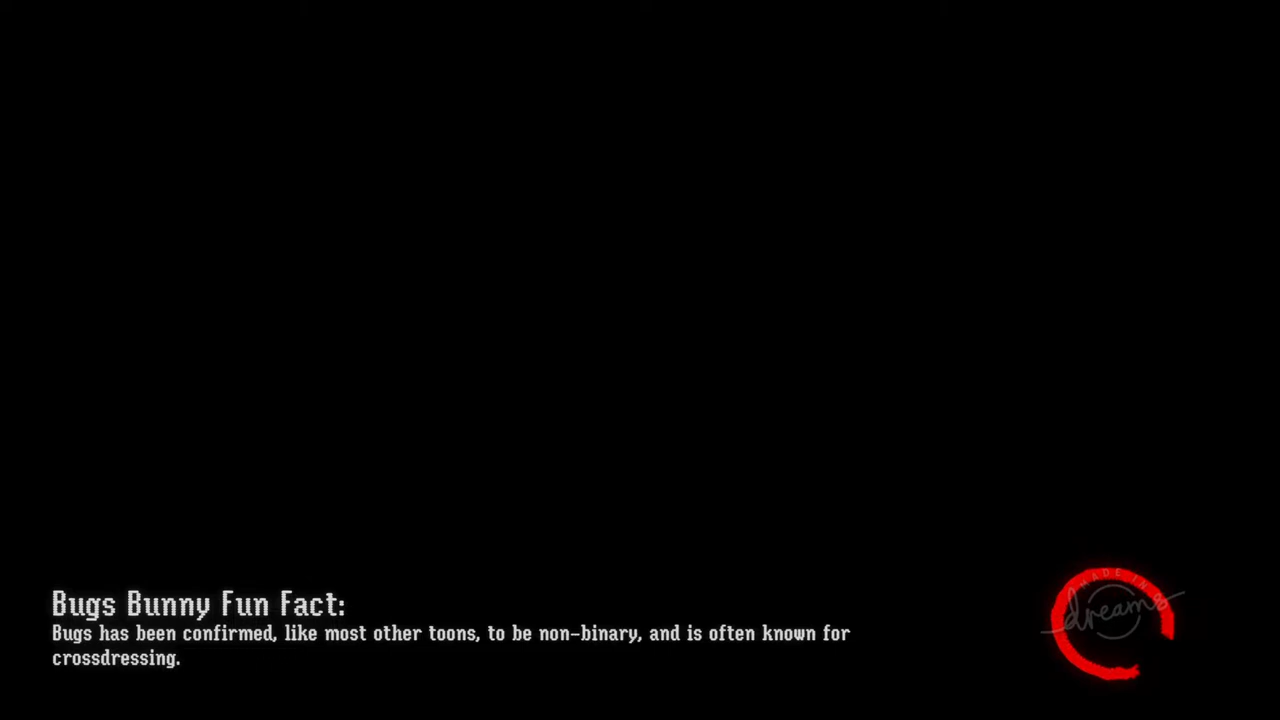 Bugs Bunny Fun Fact:
Bugs has been confirmed, like most other toons, to be non-binary, and is often known for
crossdressing.
MADE IN
dreams